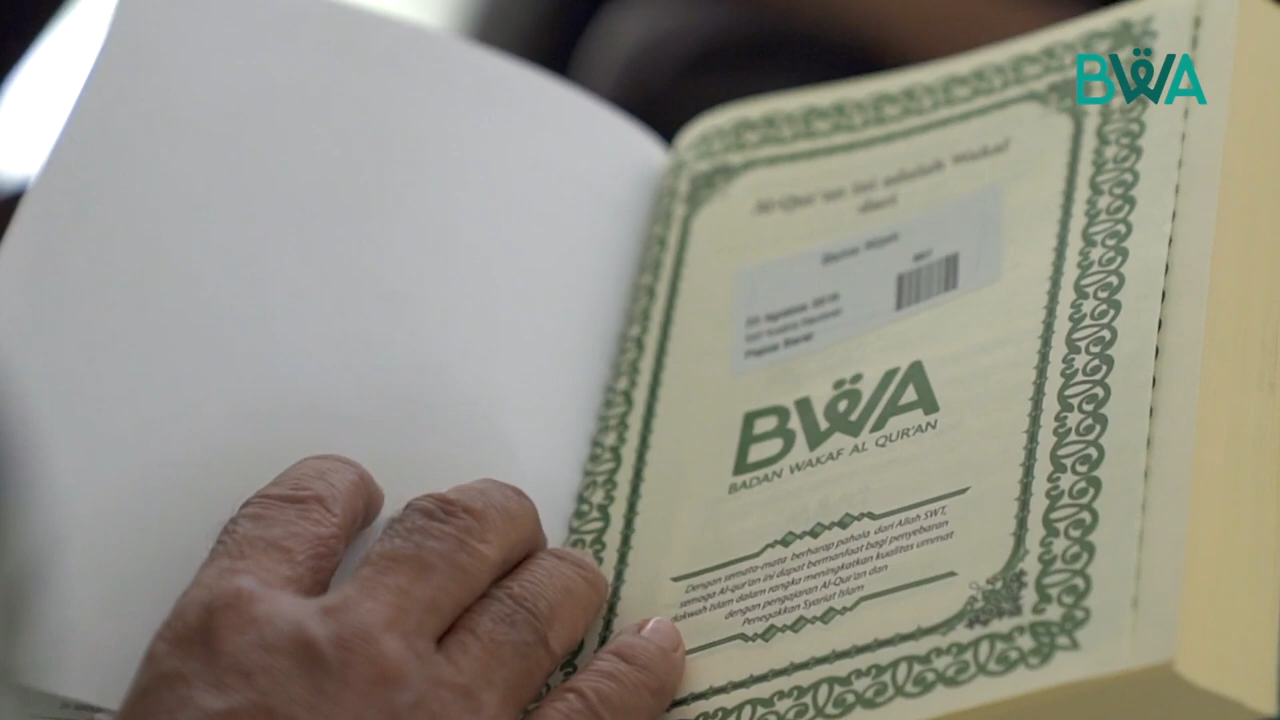 BWA
Al-Qur'an ini adalah Wakaf
dari
BWA
BADAN WAKAF AL QUR'AN
Dengan semata-mata berharap pahala dari Allah SWT,
semoga Al-qur'an ini dapat bermanfaat bagi penyebaran
dakwah Islam dalam rangka meningkatkan kualitas ummat
dengan pengajaran Al-Qur'an dan
Penegakkan Syariat Islam